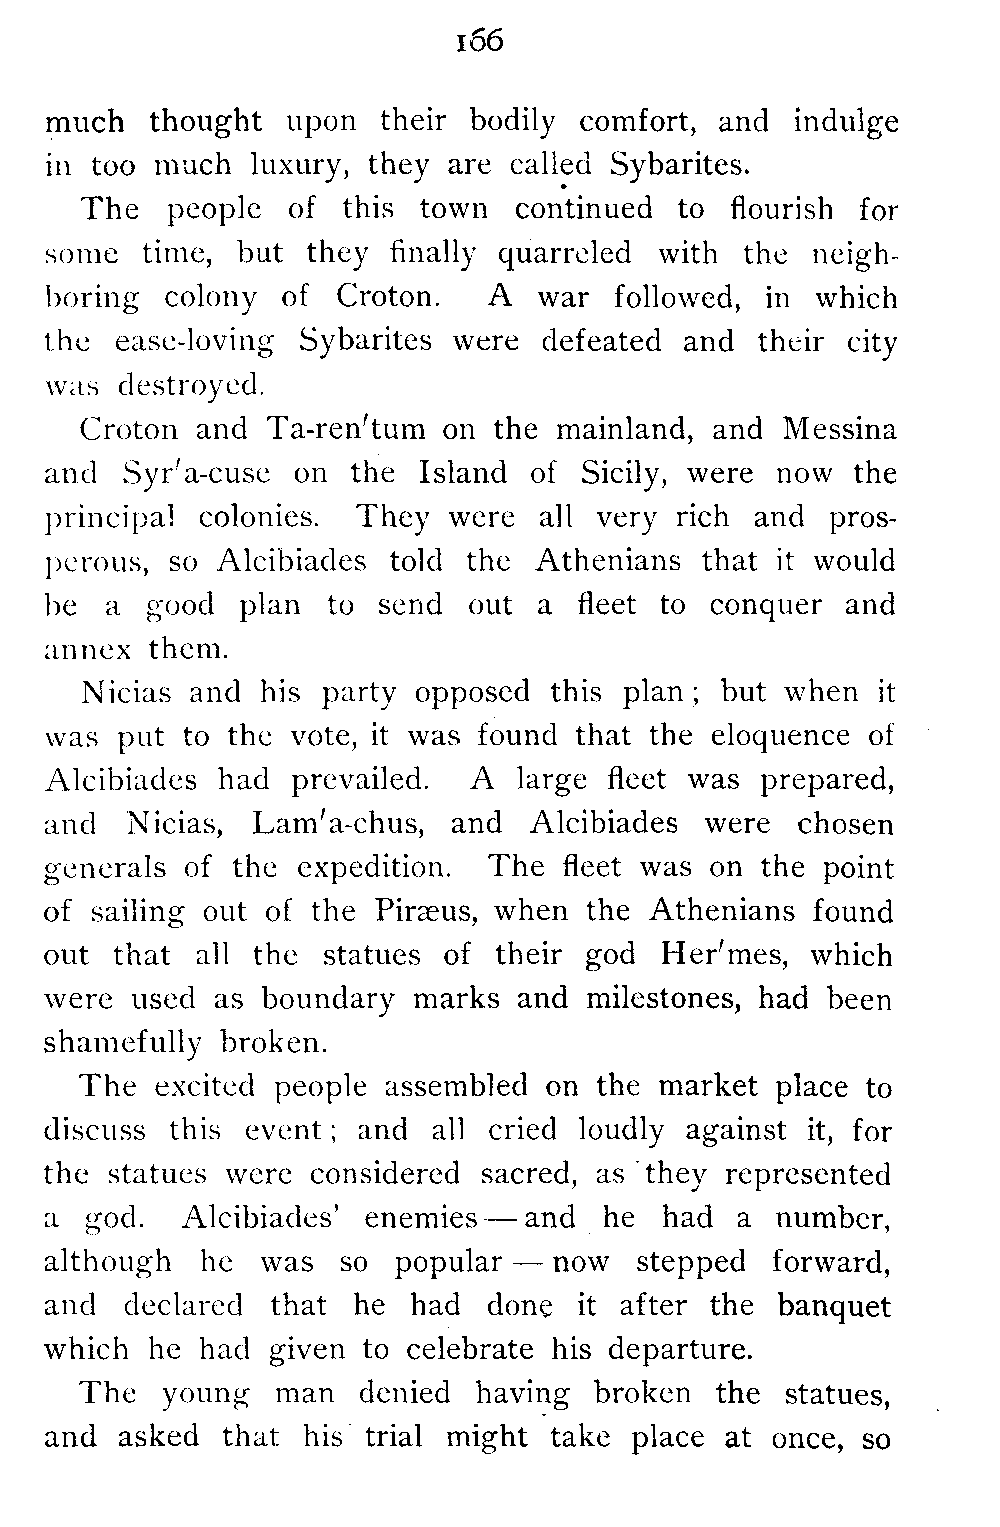 166
much thought upon their bodily comfort, and indulge
in too much luxury, they are called Sybarites.
The people of this town continued to flourish for
some time, but they finally quarreled with the neigh-
boring colony of Croton. A war followed, in which
the ease-loving Sybarites were defeated and their city
was destroyed.
Croton and Ta-ren′tum on the mainland, and Messina
and Syr′a-cuse on the Island of Sicily, were now the
principal colonies. They were all very rich and pros-
perous, so Alcibiades told the Athenians that it would
be a good plan to send out a fleet to conquer and
annex them.
Nicias and his party opposed this plan; but when it
was put to the vote, it was found that the eloquence of
Alcibiades had prevailed. A large fleet was prepared,
and Nicias, Lam′a-chus, and Alcibiades were chosen
generals of the expedition. The fleet was on the point
of sailing out of the Piræus, when the Athenians found
out that all the statues of their god Her′mes, which
were used as boundary marks and milestones, had been
shamefully broken.
The excited people assembled on the market place to
discuss this event; and all cried loudly against it, for
the statues were considered sacred, as they represented
a god. Alcibiades' enemies — and he had a number,
although he was so popular — now stepped forward,
and declared that he had done it after the banquet
which he had given to celebrate his departure.
The young man denied having broken the statues,
and asked that his trial might take place at once, so